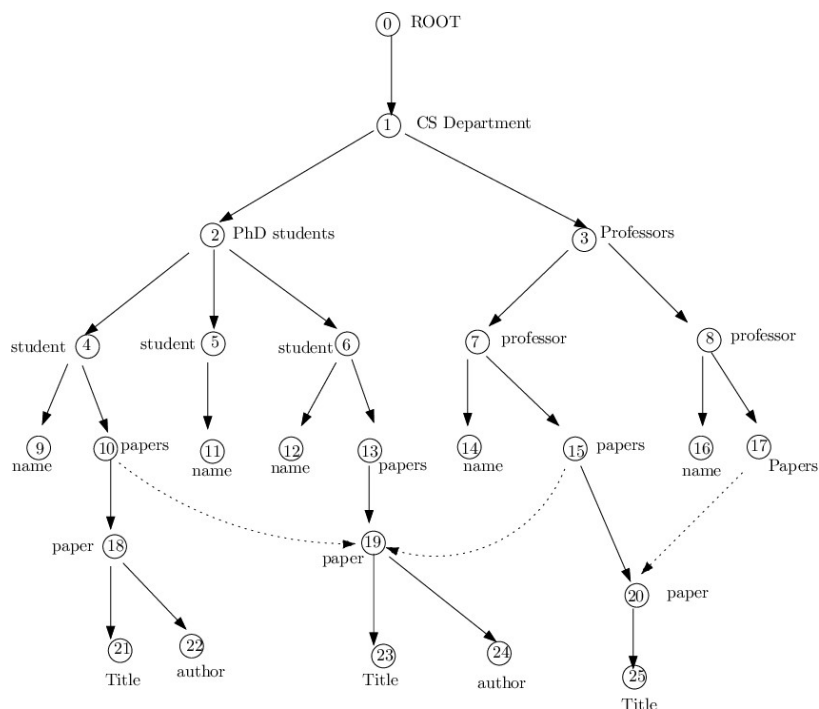 0 ROOT
1 CS Department
2 PhD students
3 Professors
student 4
student 5
student 6
7 professor
8 professor
9
name
10 papers
11
name
12
name
13
papers
14
name
15 papers
16
name
17
Papers
paper 18
19
paper
20 paper
21
Title
22
author
23
Title
24
author
25
Title